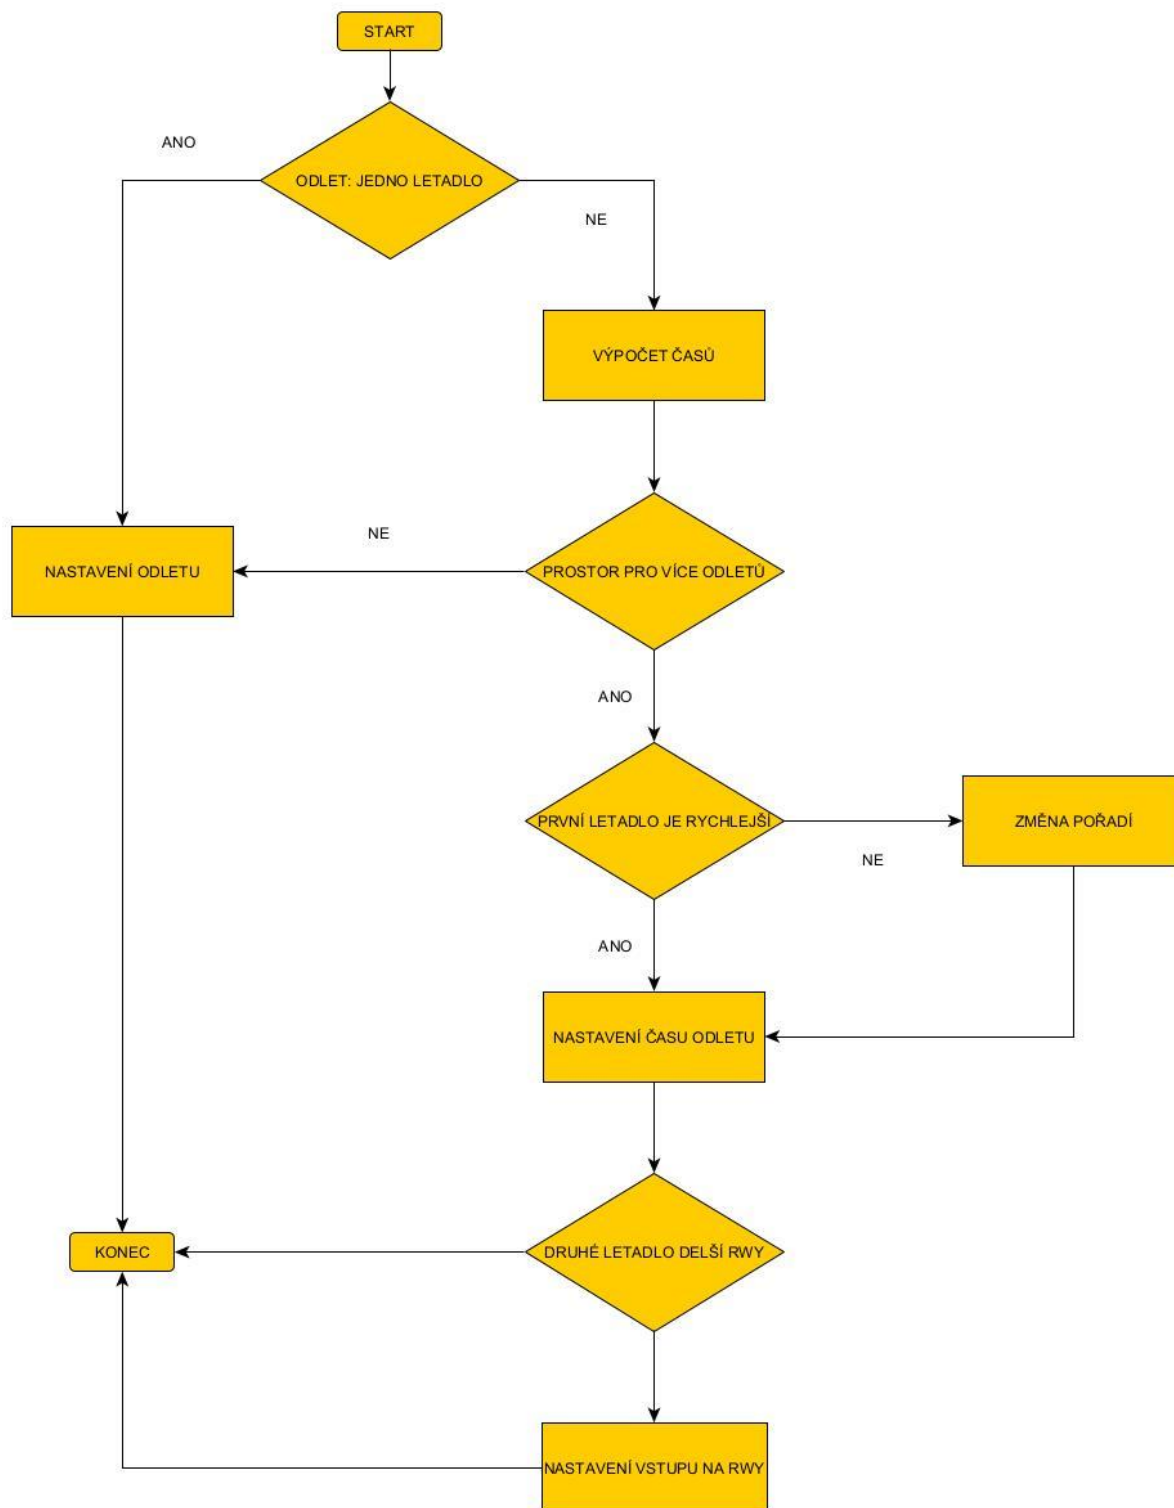 START
ANO
ODLET: JEDNO LETADLO
NE
VÝPOČET ČASŮ
NE
NASTAVENÍ ODLETU
PROSTOR PRO VÍCE ODLETŮ
ANO
PRVNÍ LETADLO JE RYCHLEJŠÍ
ZMĚNA POŘADÍ
NE
ANO
NASTAVENÍ ČASU ODLETU
KONEC
DRUHÉ LETADLO DELŠÍ RWY
NASTAVENÍ VSTUPU NA RWY